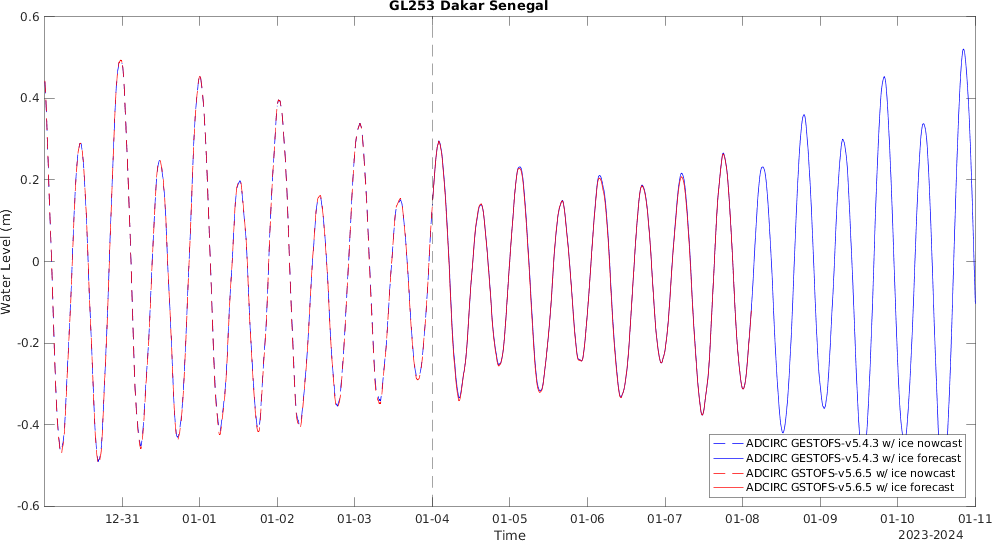 GL253 Dakar Senegal
0.6
0.4
0.2
0
-0.2
-0.4
-0.6
Water Level (m)
ADCIRC GESTOFS-v5.4.3 w/ ice nowcast
ADCIRC GESTOFS-v5.4.3 w/ ice forecast
ADCIRC GSTOFS-v5.6.5 w/ ice nowcast
ADCIRC GSTOFS-v5.6.5 w/ ice forecast
12-31 01-01 01-02 01-03 01-04 01-05 01-06 01-07 01-08 01-09 01-10 01-11
Time
2023-2024